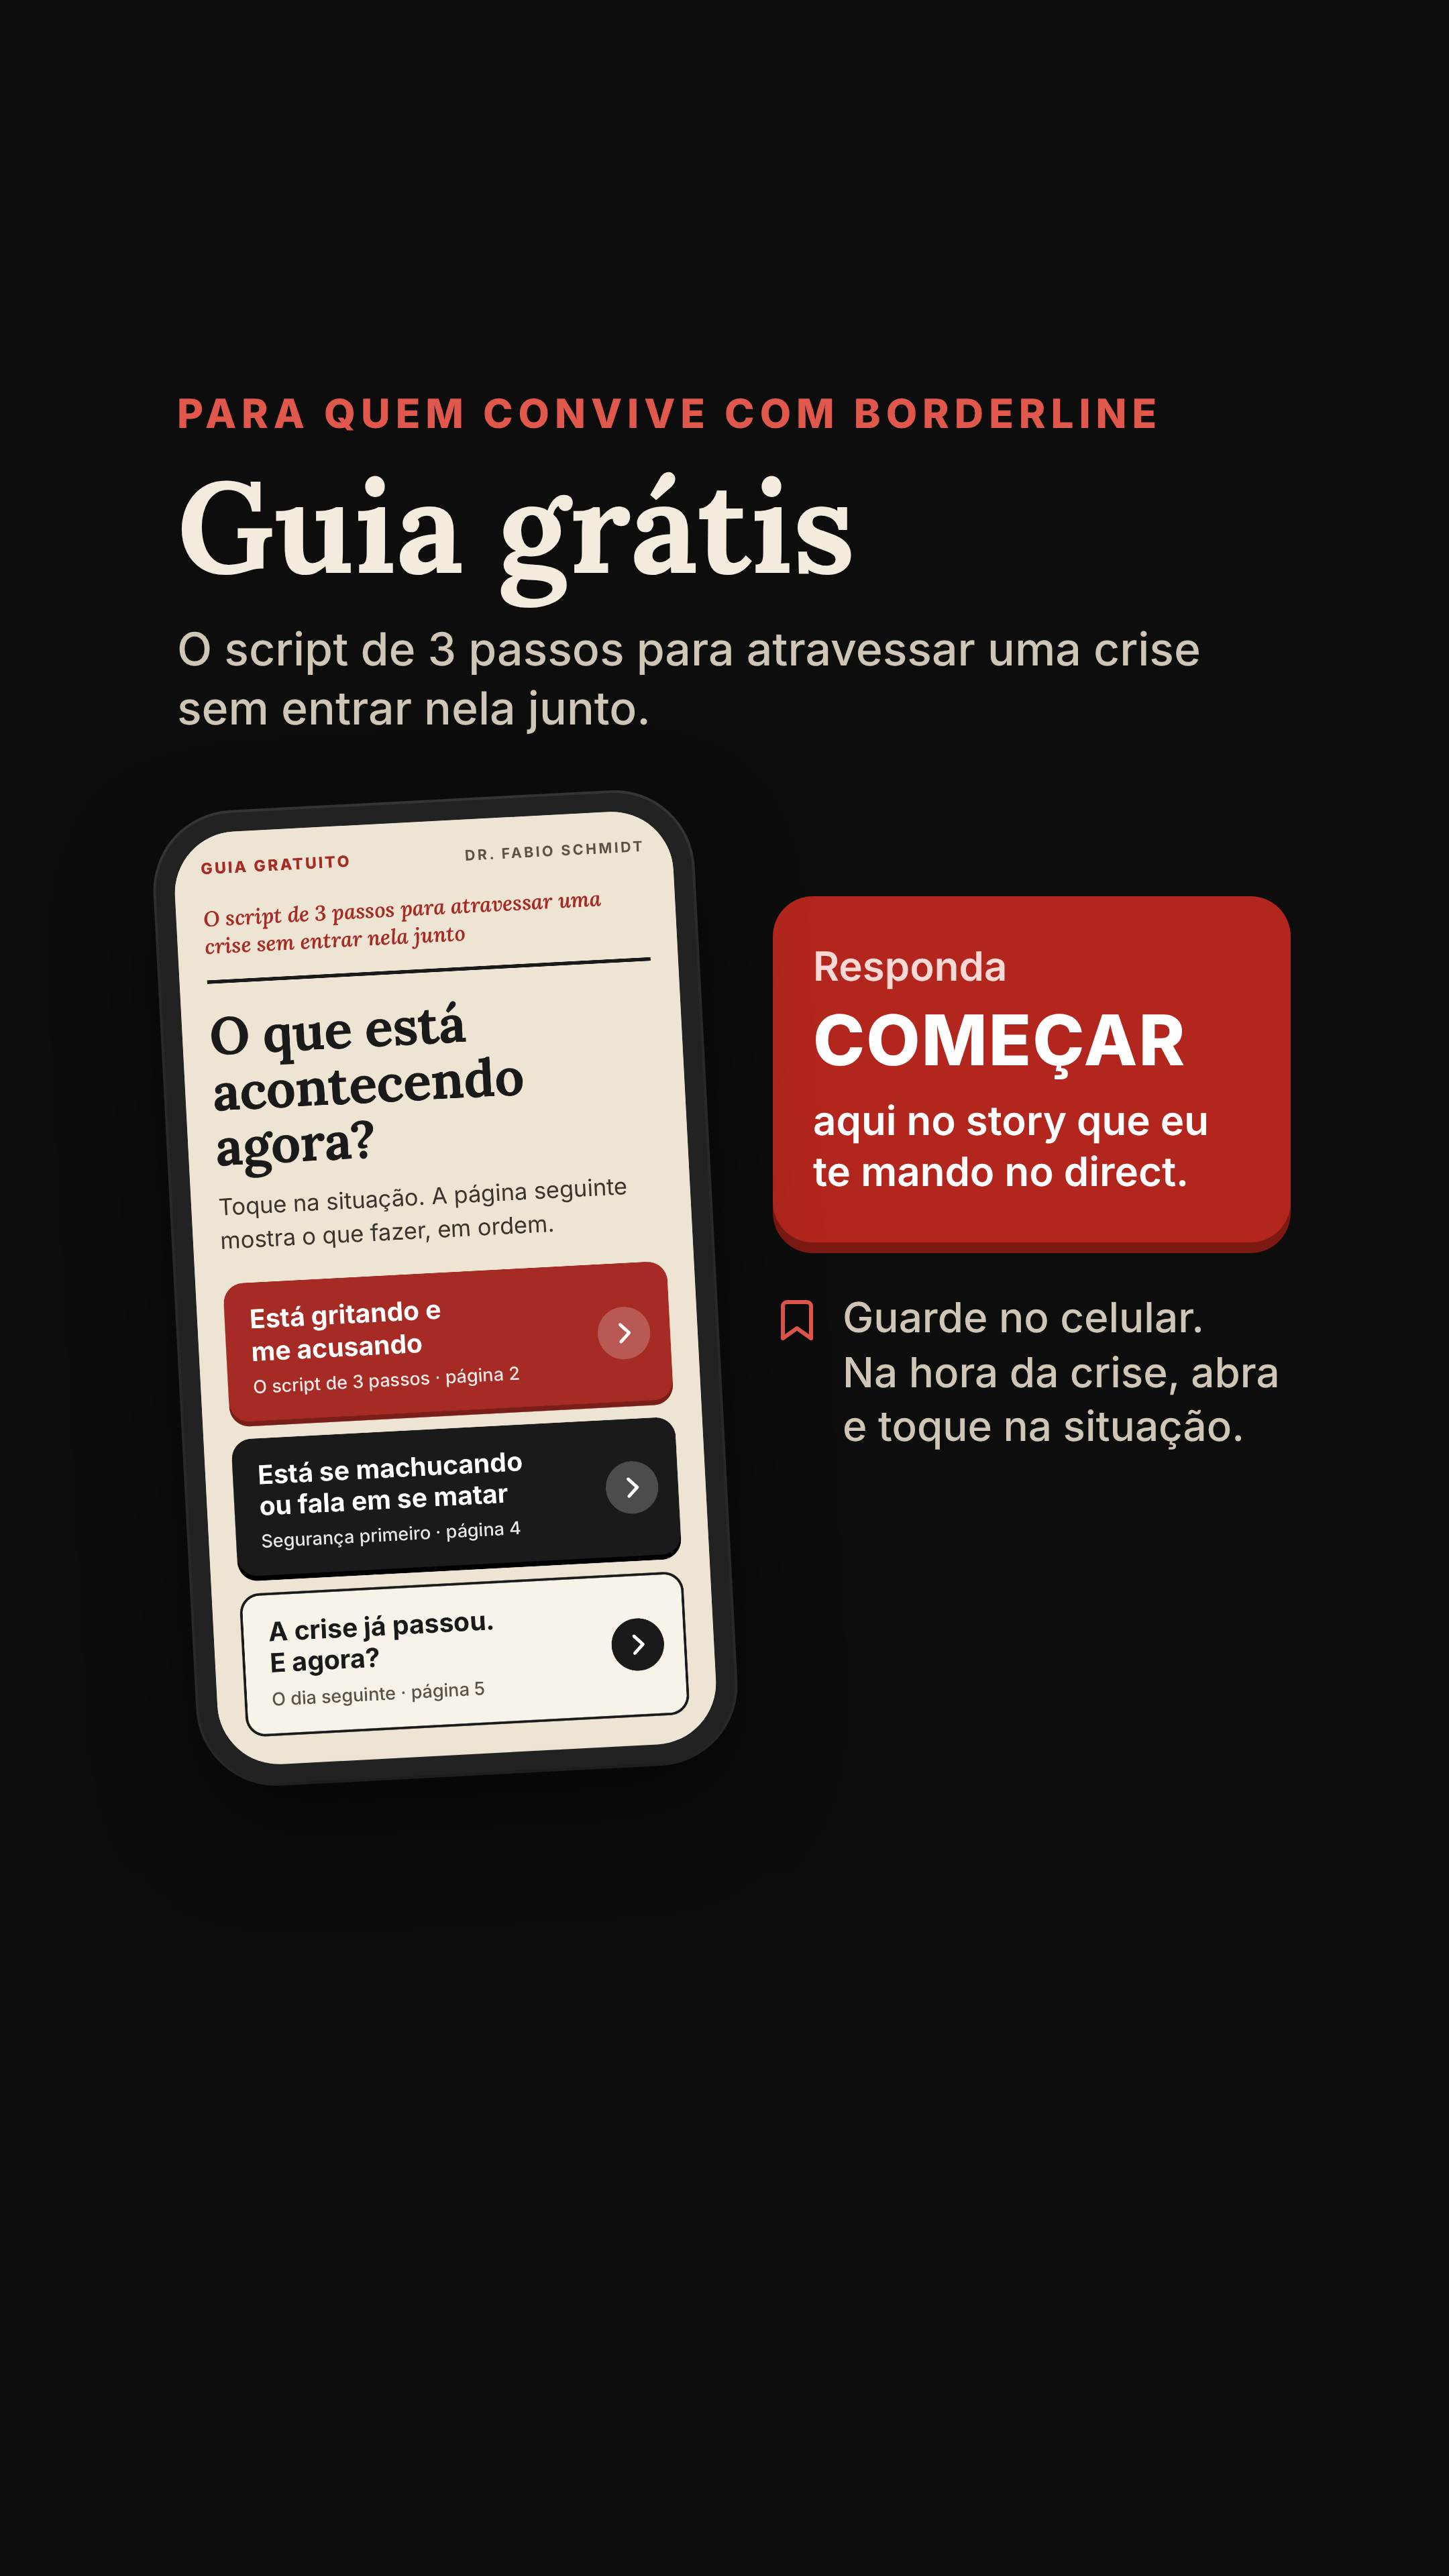 PARA QUEM CONVIVE COM BORDERLINE
Guia grátis
O script de 3 passos para atravessar uma crise
sem entrar nela junto.
GUIA GRATUITO
DR. FABIO SCHMIDT
O script de 3 passos para atravessar uma
crise sem entrar nela junto
O que está
acontecendo
agora?
Toque na situação. A página seguinte
mostra o que fazer, em ordem.
Está gritando e
me acusando
O script de 3 passos · página 2
Está se machucando
ou fala em se matar
Segurança primeiro · página 4
A crise já passou.
E agora?
O dia seguinte · página 5
Responda
COMEÇAR
aqui no story que eu
te mando no direct.
Guarde no celular.
Na hora da crise, abra
e toque na situação.